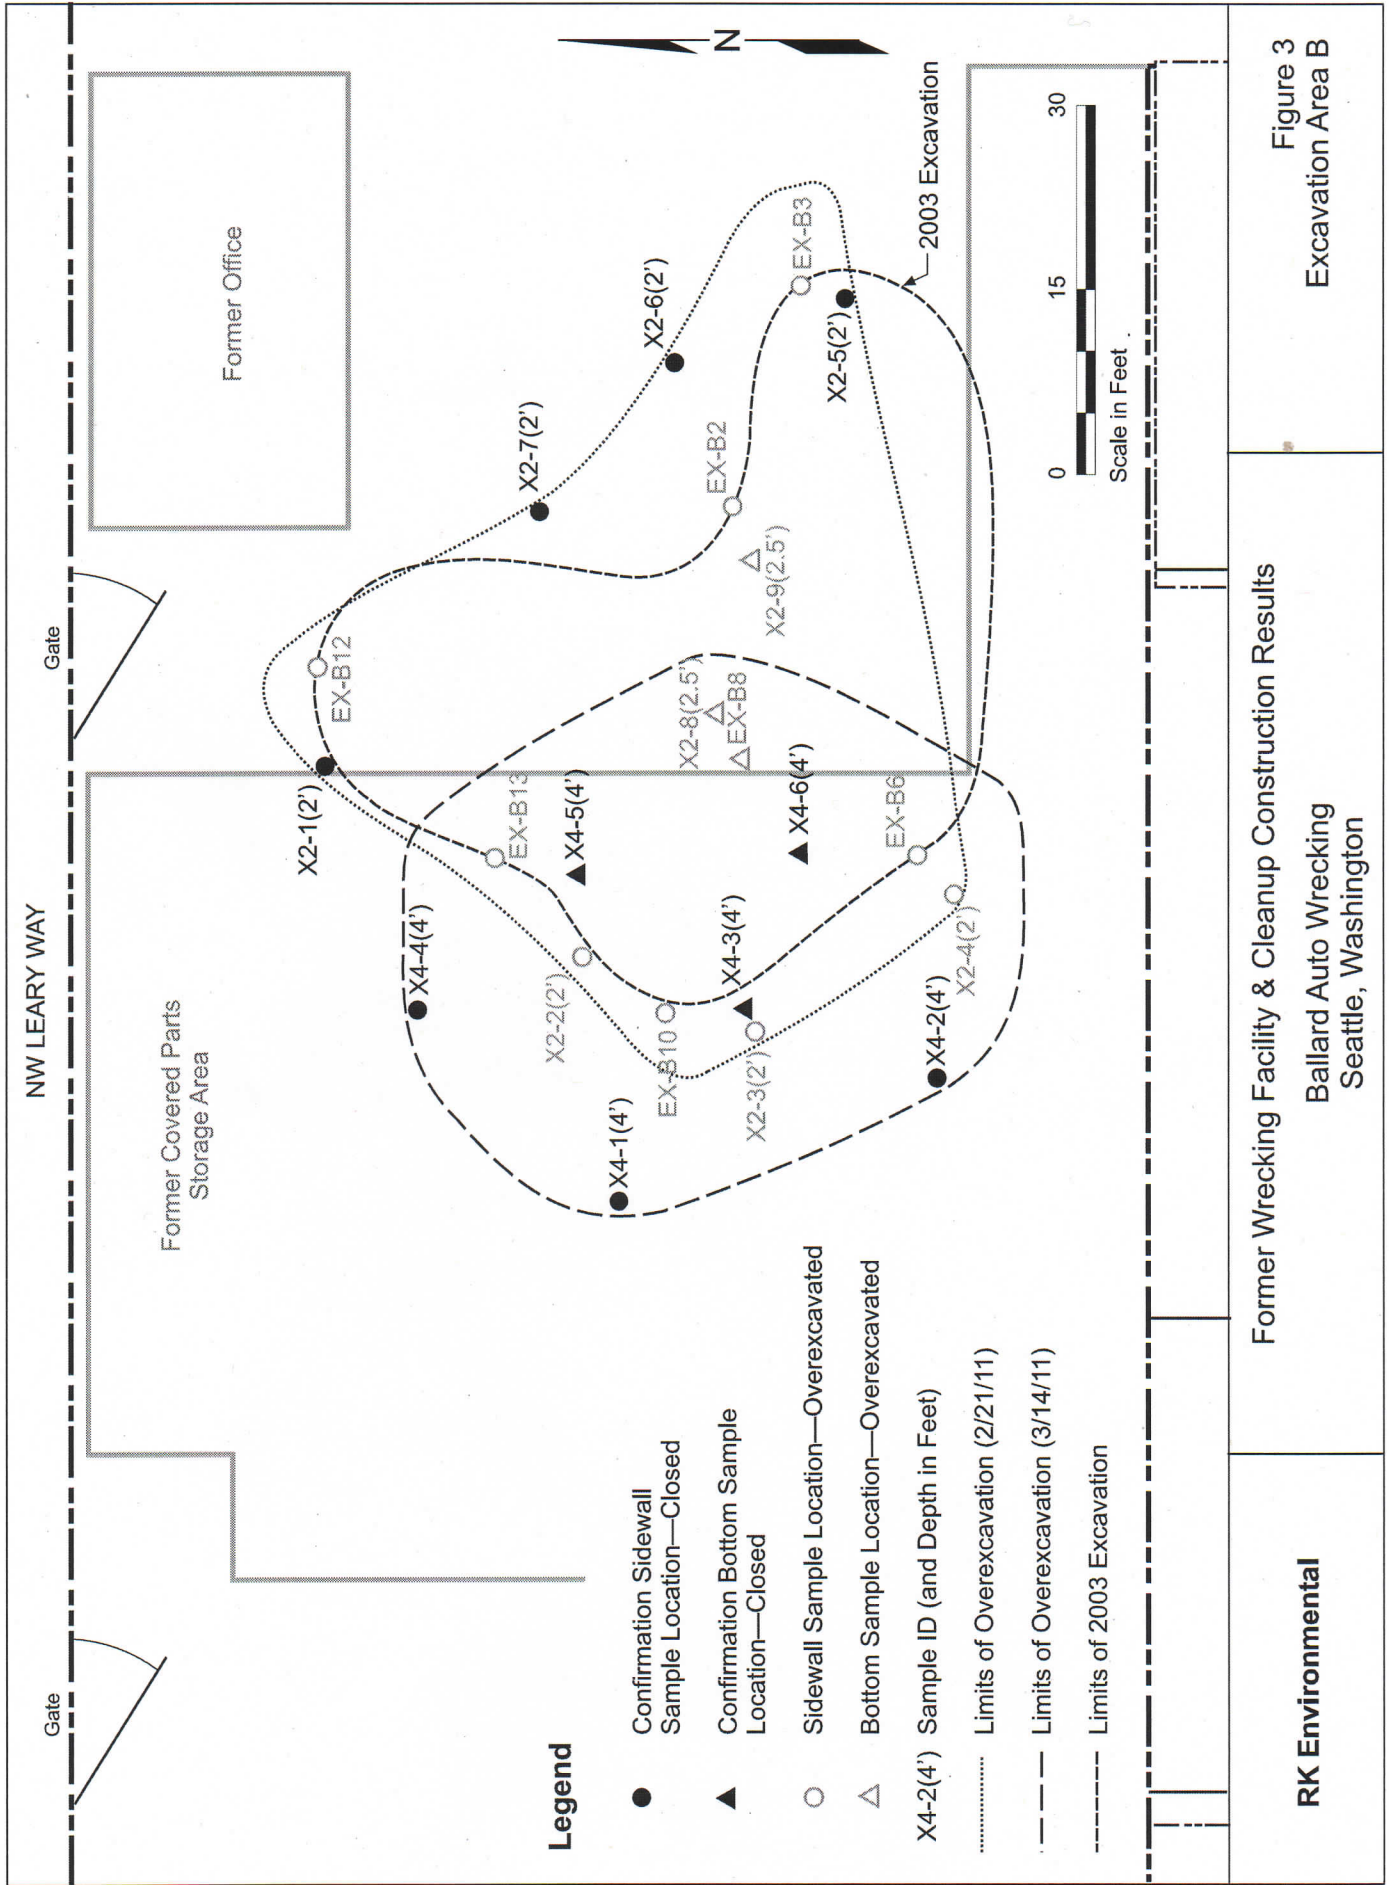 NW LEARY WAY
Gate
Gate
Former Covered Parts
Storage Area
Former Office
N
X2-1(2')
EX-B12
X4-4(4')
EX-B13
X2-7(2')
X2-2(2')
X4-5(4')
X4-1(4')
EX-B10
X2-6(2')
X2-8(2.5')
EX-B8
EX-B2
X2-9(2.5')
X4-3(4')
X2-3(2')
X4-6(4')
EX-B3
X2-5(2')
EX-B6
X4-2(4')
X2-4(2')
2003 Excavation
Legend
Confirmation Sidewall
Sample Location—Closed
Confirmation Bottom Sample
Location—Closed
Sidewall Sample Location—Overexcavated
Bottom Sample Location—Overexcavated
X4-2(4') Sample ID (and Depth in Feet)
Limits of Overexcavation (2/21/11)
Limits of Overexcavation (3/14/11)
Limits of 2003 Excavation
0 15 30
Scale in Feet
RK Environmental
Former Wrecking Facility & Cleanup Construction Results
Ballard Auto Wrecking
Seattle, Washington
Figure 3
Excavation Area B